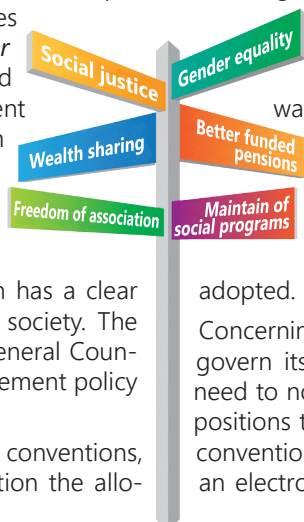 es
r
d
ent
n
Social justice
Gender equality
Wealth sharing
Better funded
pensions
Freedom of association
Maintain of
social programs
wa
n has a clear
society. The
eneral Coun-
ement policy
conventions,
tion the allo-
adopted.
Concernin
govern its
need to no
positions t
conventio
an electro